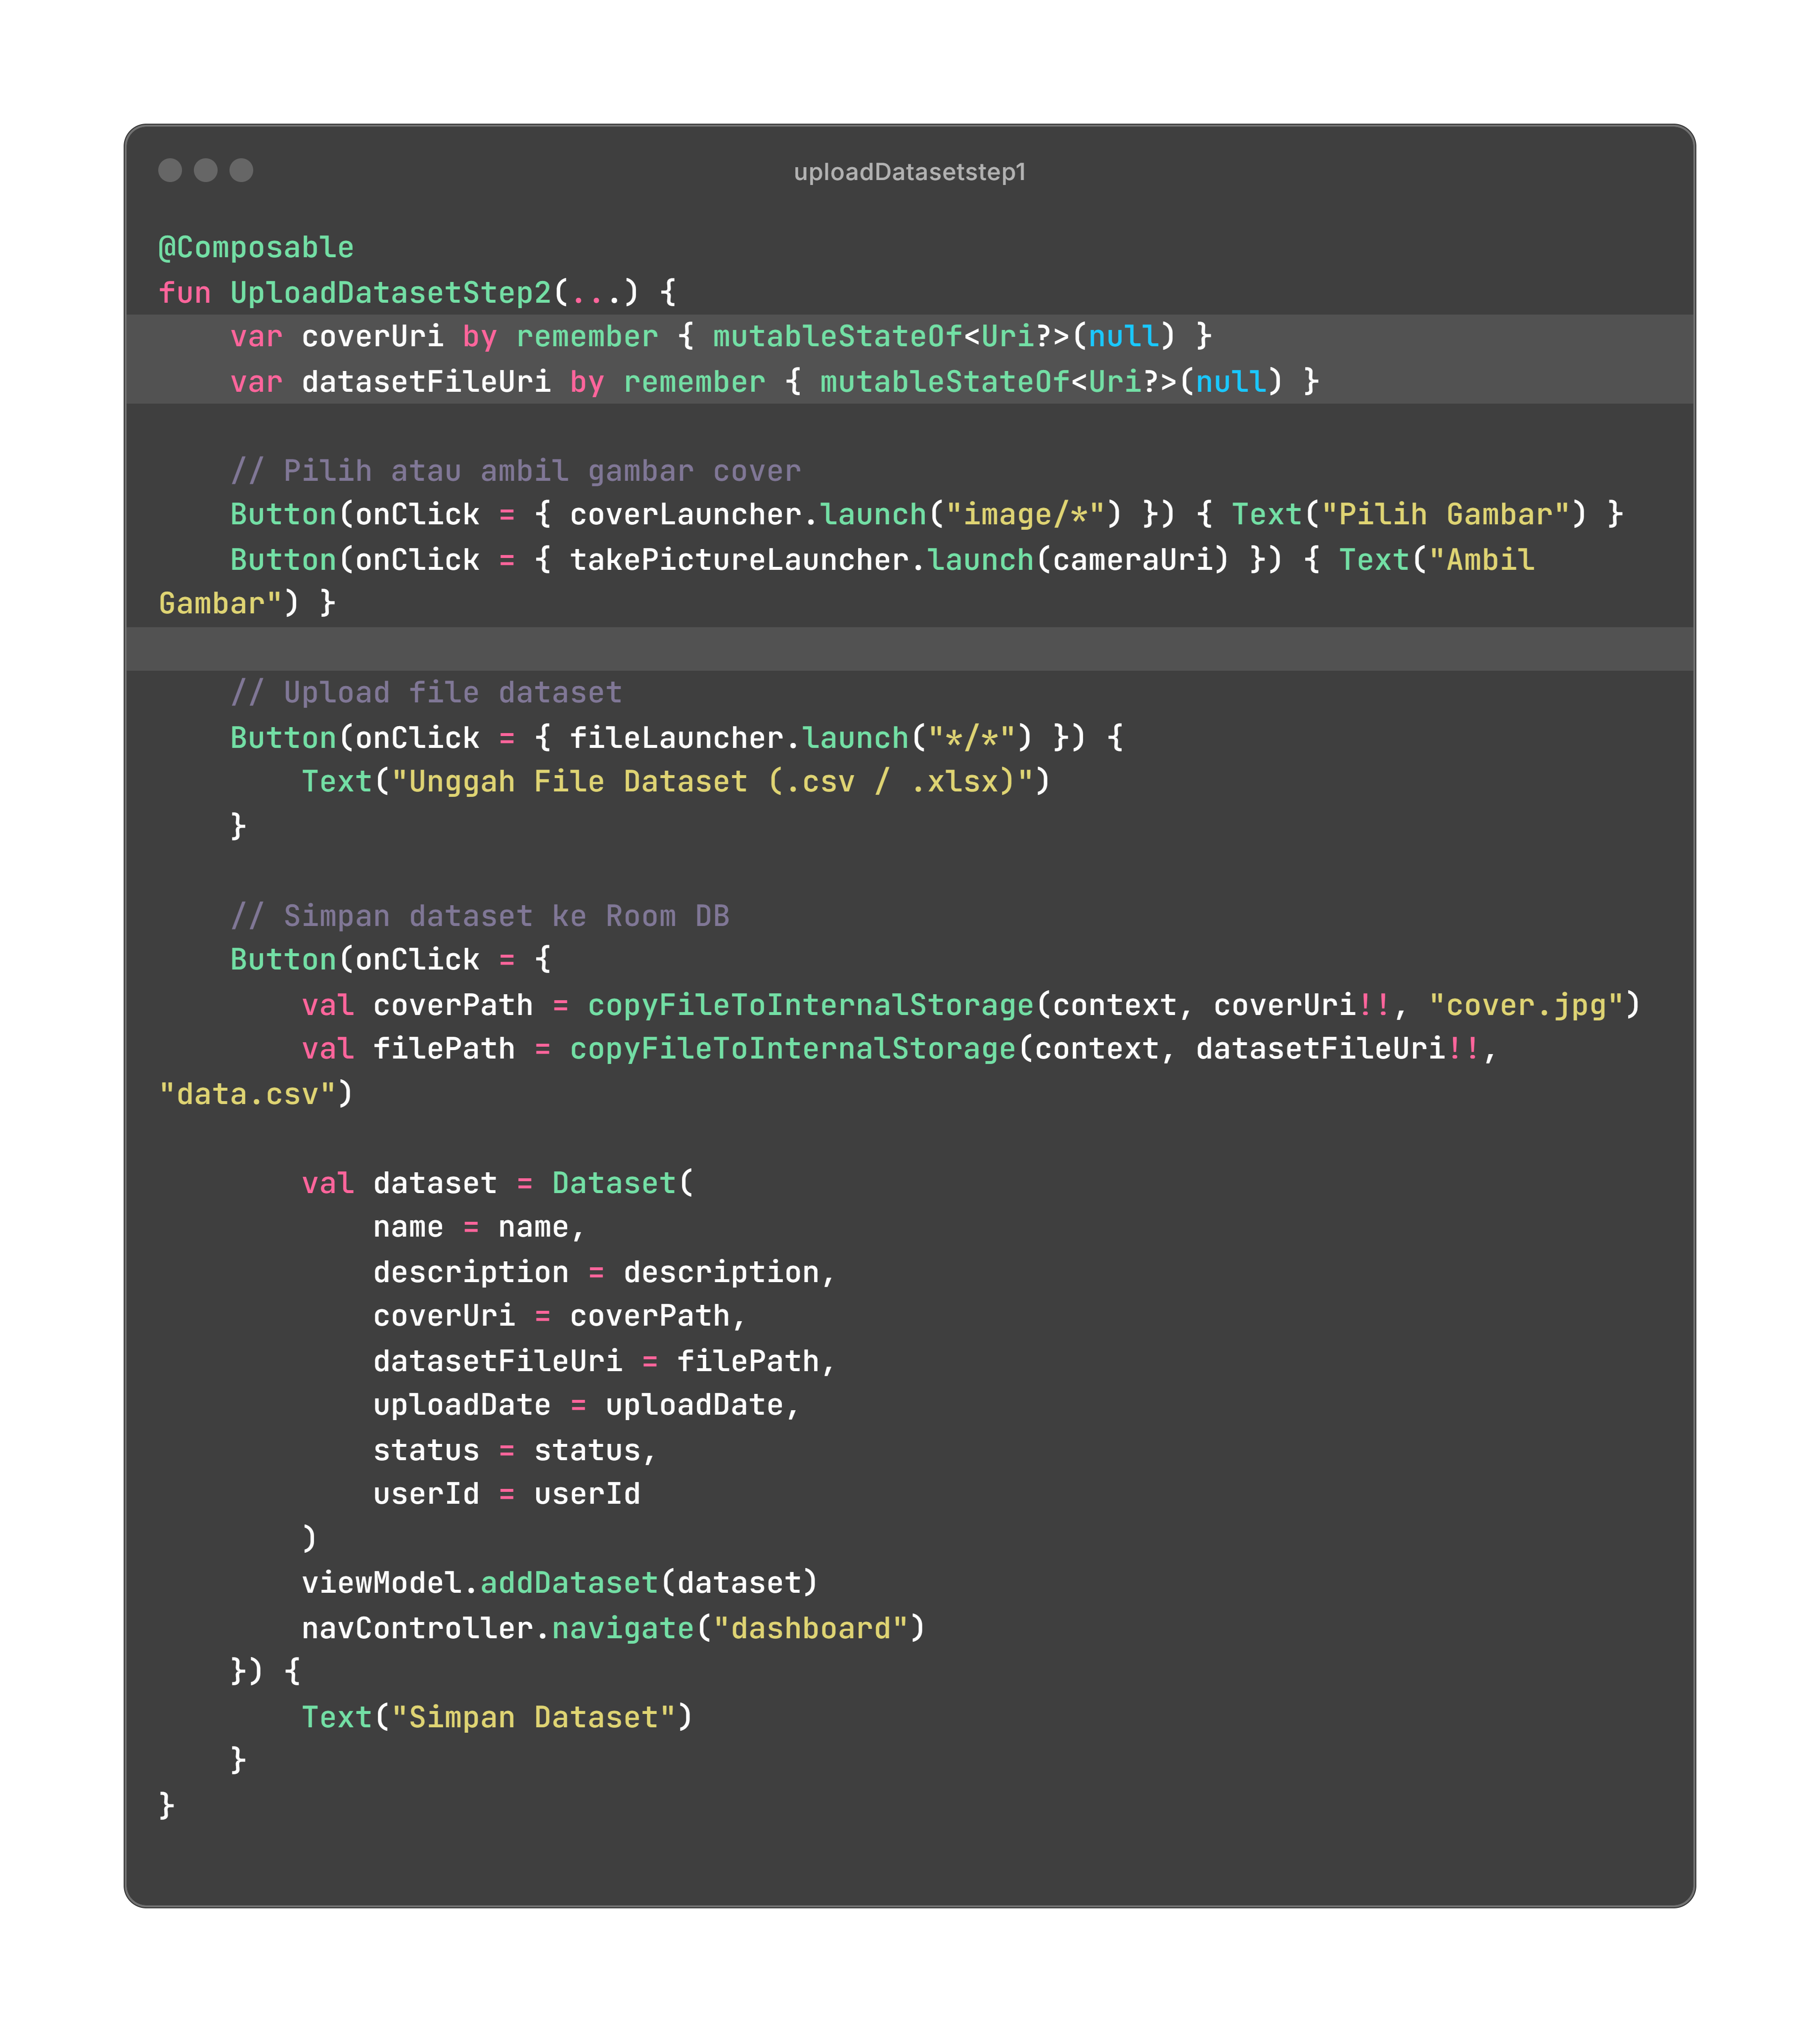 uploadDatasetstep1
@Composable
fun UploadDatasetStep2(...) {
    var coverUri by remember { mutableStateOf<Uri?>(null) }
    var datasetFileUri by remember { mutableStateOf<Uri?>(null) }

    // Pilih atau ambil gambar cover
    Button(onClick = { coverLauncher.launch("image/*") }) { Text("Pilih Gambar") }
    Button(onClick = { takePictureLauncher.launch(cameraUri) }) { Text("Ambil
Gambar") }

    // Upload file dataset
    Button(onClick = { fileLauncher.launch("*/*") }) {
        Text("Unggah File Dataset (.csv / .xlsx)")
    }

    // Simpan dataset ke Room DB
    Button(onClick = {
        val coverPath = copyFileToInternalStorage(context, coverUri!!, "cover.jpg")
        val filePath = copyFileToInternalStorage(context, datasetFileUri!!,
"data.csv")

        val dataset = Dataset(
            name = name,
            description = description,
            coverUri = coverPath,
            datasetFileUri = filePath,
            uploadDate = uploadDate,
            status = status,
            userId = userId
        )
        viewModel.addDataset(dataset)
        navController.navigate("dashboard")
    }) {
        Text("Simpan Dataset")
    }
}